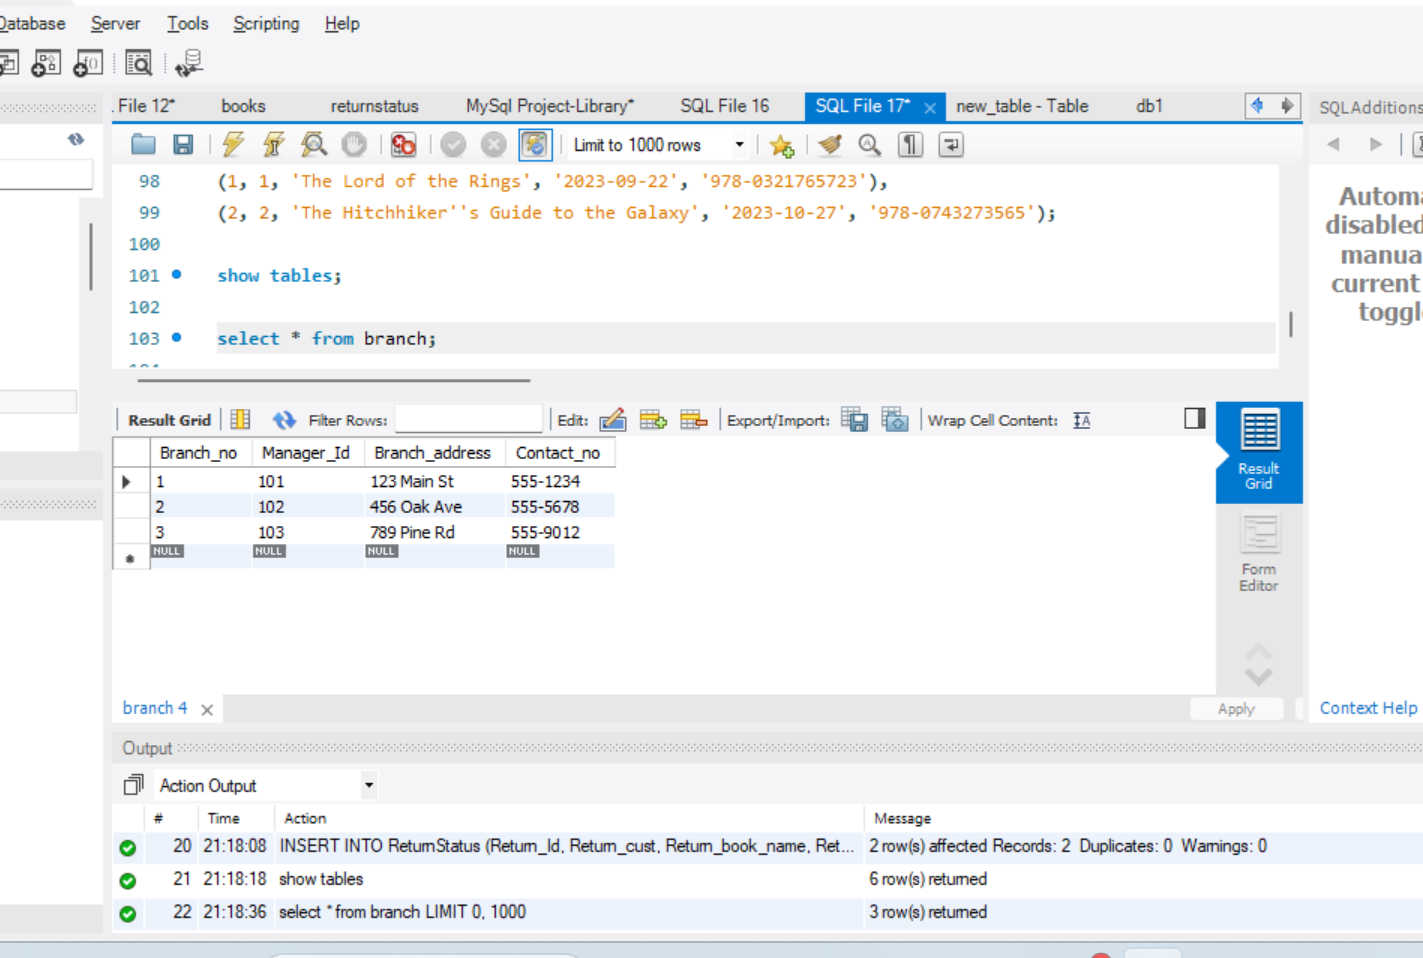 Database Server Tools Scripting Help
. File 12* books returnstatus MySql Project-Library* SQL File 16 SQL File 17* new_table - Table db1 SQLAdditions
Limit to 1000 rows
98 (1, 1, 'The Lord of the Rings', '2023-09-22', '978-0321765723'),
99 (2, 2, 'The Hitchhiker''s Guide to the Galaxy', '2023-10-27', '978-0743273565');
100
101 show tables;
102
103 select * from branch;
Automa
disabled
manua
current
toggle
Result Grid Filter Rows: Edit: Export/Import: Wrap Cell Content:
Branch_no Manager_Id Branch_address Contact_no
1 101 123 Main St 555-1234
2 102 456 Oak Ave 555-5678
3 103 789 Pine Rd 555-9012
NULL NULL NULL NULL
Result
Grid
Form
Editor
branch 4 Apply Context Help
Output
Action Output
# Time Action Message
20 21:18:08 INSERT INTO ReturnStatus (Return_Id, Return_cust, Return_book_name, Ret... 2 row(s) affected Records: 2 Duplicates: 0 Warnings: 0
21 21:18:18 show tables 6 row(s) returned
22 21:18:36 select * from branch LIMIT 0, 1000 3 row(s) returned